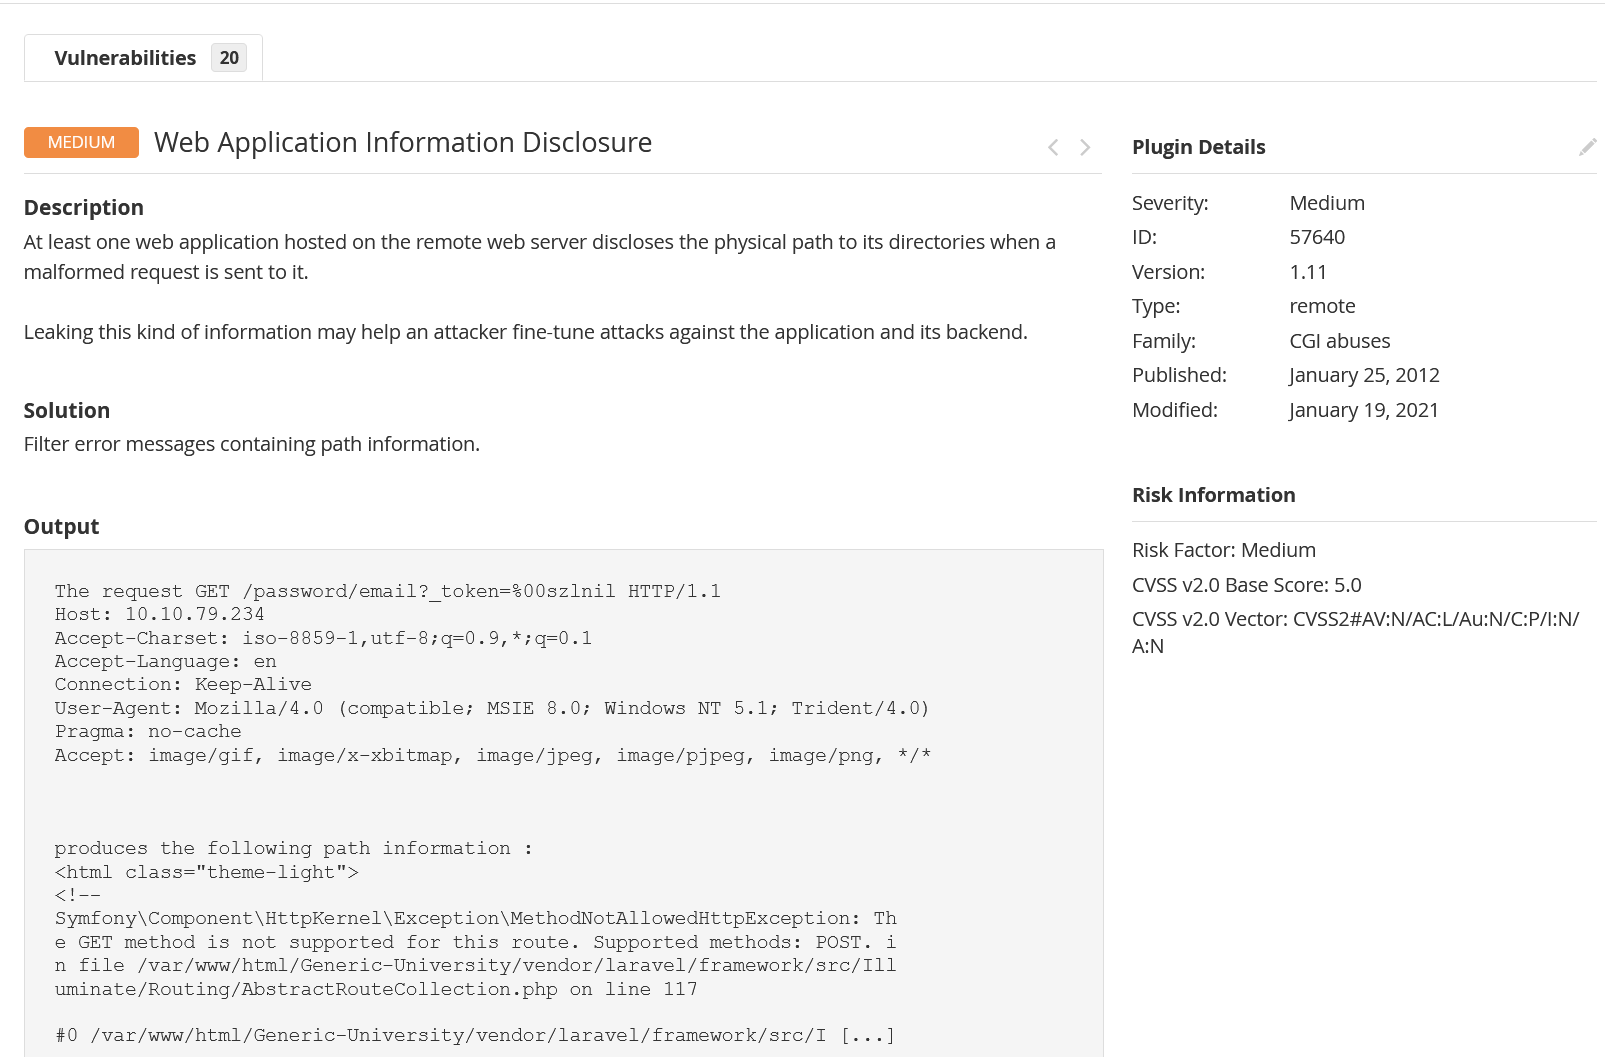 Vulnerabilities 20
MEDIUM Web Application Information Disclosure
Description
At least one web application hosted on the remote web server discloses the physical path to its directories when a
malformed request is sent to it.
Leaking this kind of information may help an attacker fine-tune attacks against the application and its backend.
Solution
Filter error messages containing path information.
Output
The request GET /password/email?_token=%00szlnil HTTP/1.1
Host: 10.10.79.234
Accept-Charset: iso-8859-1,utf-8;q=0.9,*;q=0.1
Accept-Language: en
Connection: Keep-Alive
User-Agent: Mozilla/4.0 (compatible; MSIE 8.0; Windows NT 5.1; Trident/4.0)
Pragma: no-cache
Accept: image/gif, image/x-xbitmap, image/jpeg, image/pjpeg, image/png, */*
produces the following path information :
<html class="theme-light">
<!--
Symfony\Component\HttpKernel\Exception\MethodNotAllowedHttpException: Th
e GET method is not supported for this route. Supported methods: POST. i
n file /var/www/html/Generic-University/vendor/laravel/framework/src/Ill
uminate/Routing/AbstractRouteCollection.php on line 117
#0 /var/www/html/Generic-University/vendor/laravel/framework/src/I [...]
Plugin Details
Severity: Medium
ID: 57640
Version: 1.11
Type: remote
Family: CGI abuses
Published: January 25, 2012
Modified: January 19, 2021
Risk Information
Risk Factor: Medium
CVSS v2.0 Base Score: 5.0
CVSS v2.0 Vector: CVSS2#AV:N/AC:L/Au:N/C:P/I:N/
A:N